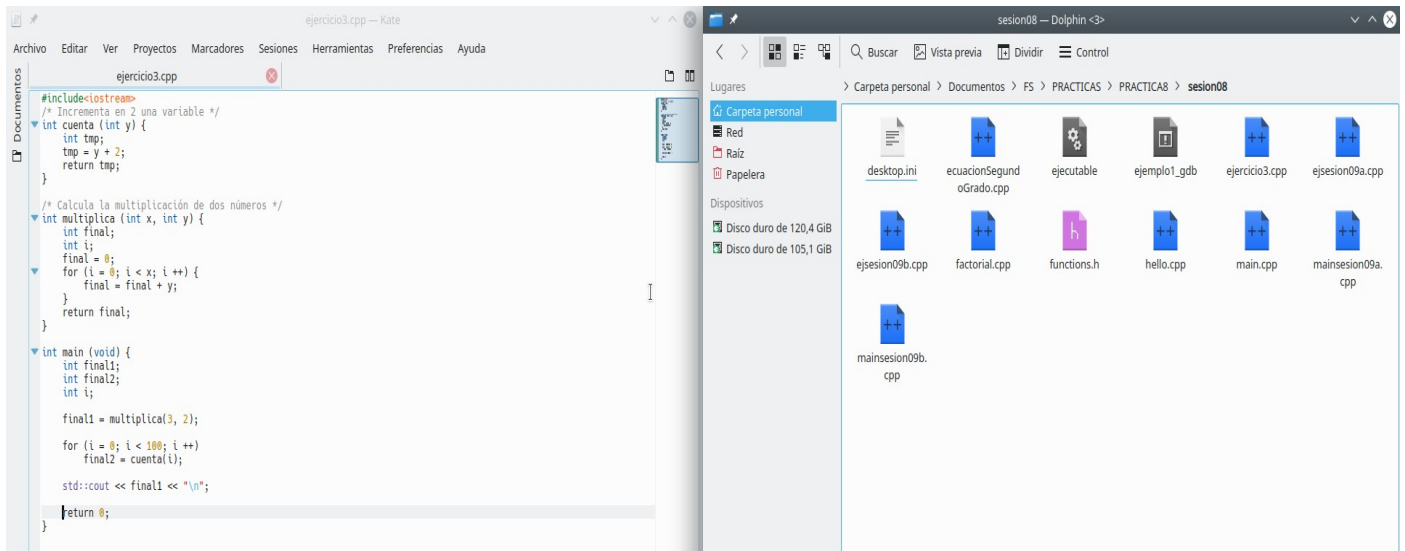 ejercicio3.cpp — Kate
Archivo Editar Ver Proyectos Marcadores Sesiones Herramientas Preferencias Ayuda
Documentos
ejercicio3.cpp
#include<iostream>
/* Incrementa en 2 una variable */
int cuenta (int y) {
    int tmp;
    tmp = y + 2;
    return tmp;
}
/* Calcula la multiplicación de dos números */
int multiplica (int x, int y) {
    int final;
    int i;
    final = 0;
    for (i = 0; i < x; i ++) {
        final = final + y;
    }
    return final;
}
int main (void) {
    int final1;
    int final2;
    int i;
    final1 = multiplica(3, 2);
    for (i = 0; i < 100; i ++)
        final2 = cuenta(i);
    std::cout << final1 << "\n";
    return 0;
}
sesion08 — Dolphin <3>
Buscar Vista previa Dividir Control
Lugares
Carpeta personal
Red
Raíz
Papelera
Dispositivos
Disco duro de 120,4 GiB
Disco duro de 105,1 GiB
> Carpeta personal > Documentos > FS > PRACTICAS > PRACTICA8 > sesion08
desktop.ini
ecuacionSegund
oGrado.cpp
ejecutable
ejemplo1_gdb
ejercicio3.cpp
ejsesion09a.cpp
ejsesion09b.cpp
factorial.cpp
h
functions.h
hello.cpp
main.cpp
mainsesion09a.
cpp
mainsesion09b.
cpp